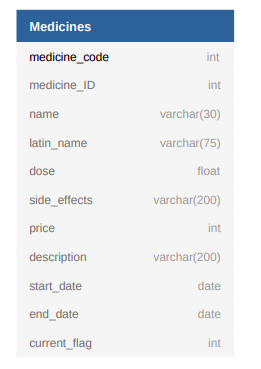 Medicines
medicine_code int
medicine_ID int
name varchar(30)
latin_name varchar(75)
dose float
side_effects varchar(200)
price int
description varchar(200)
start_date date
end_date date
current_flag int